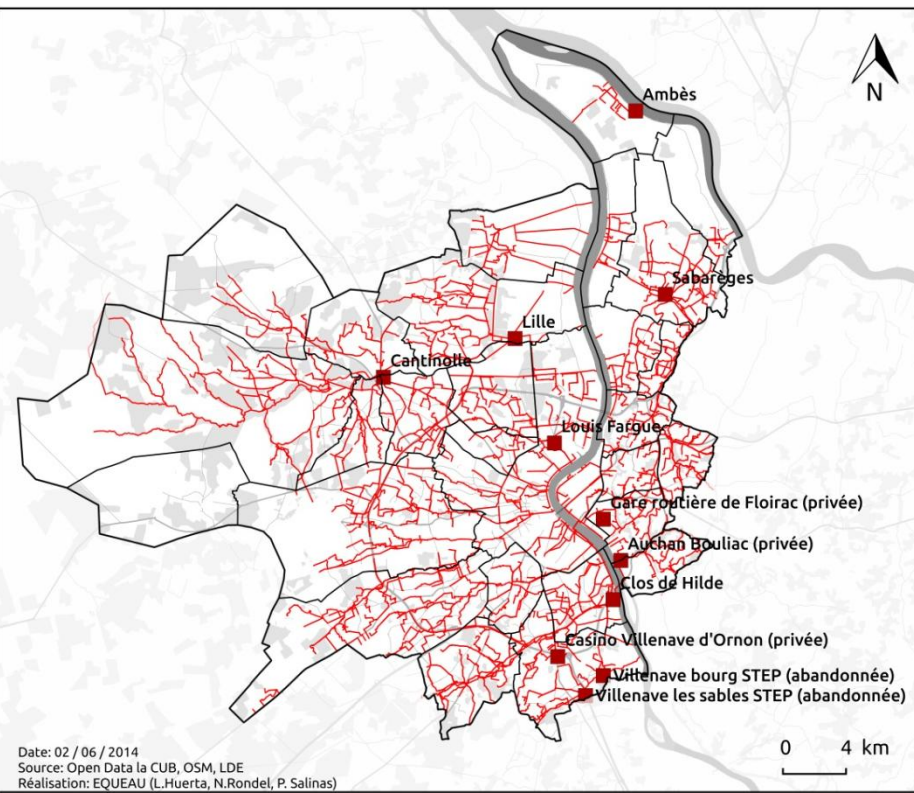 Ambès
N
Sabarèges
Lille
Cantinolle
Louis Fargue
Gare routière de Floirac (privée)
Auchan Bouliac (privée)
Clos de Hilde
Casino Villenave d'Ornon (privée)
Villenave bourg STEP (abandonnée)
Villenave les sables STEP (abandonnée)
0 4 km
Date: 02 / 06 / 2014
Source: Open Data la CUB, OSM, LDE
Réalisation: EQUEAU (L.Huerta, N.Rondel, P. Salinas)